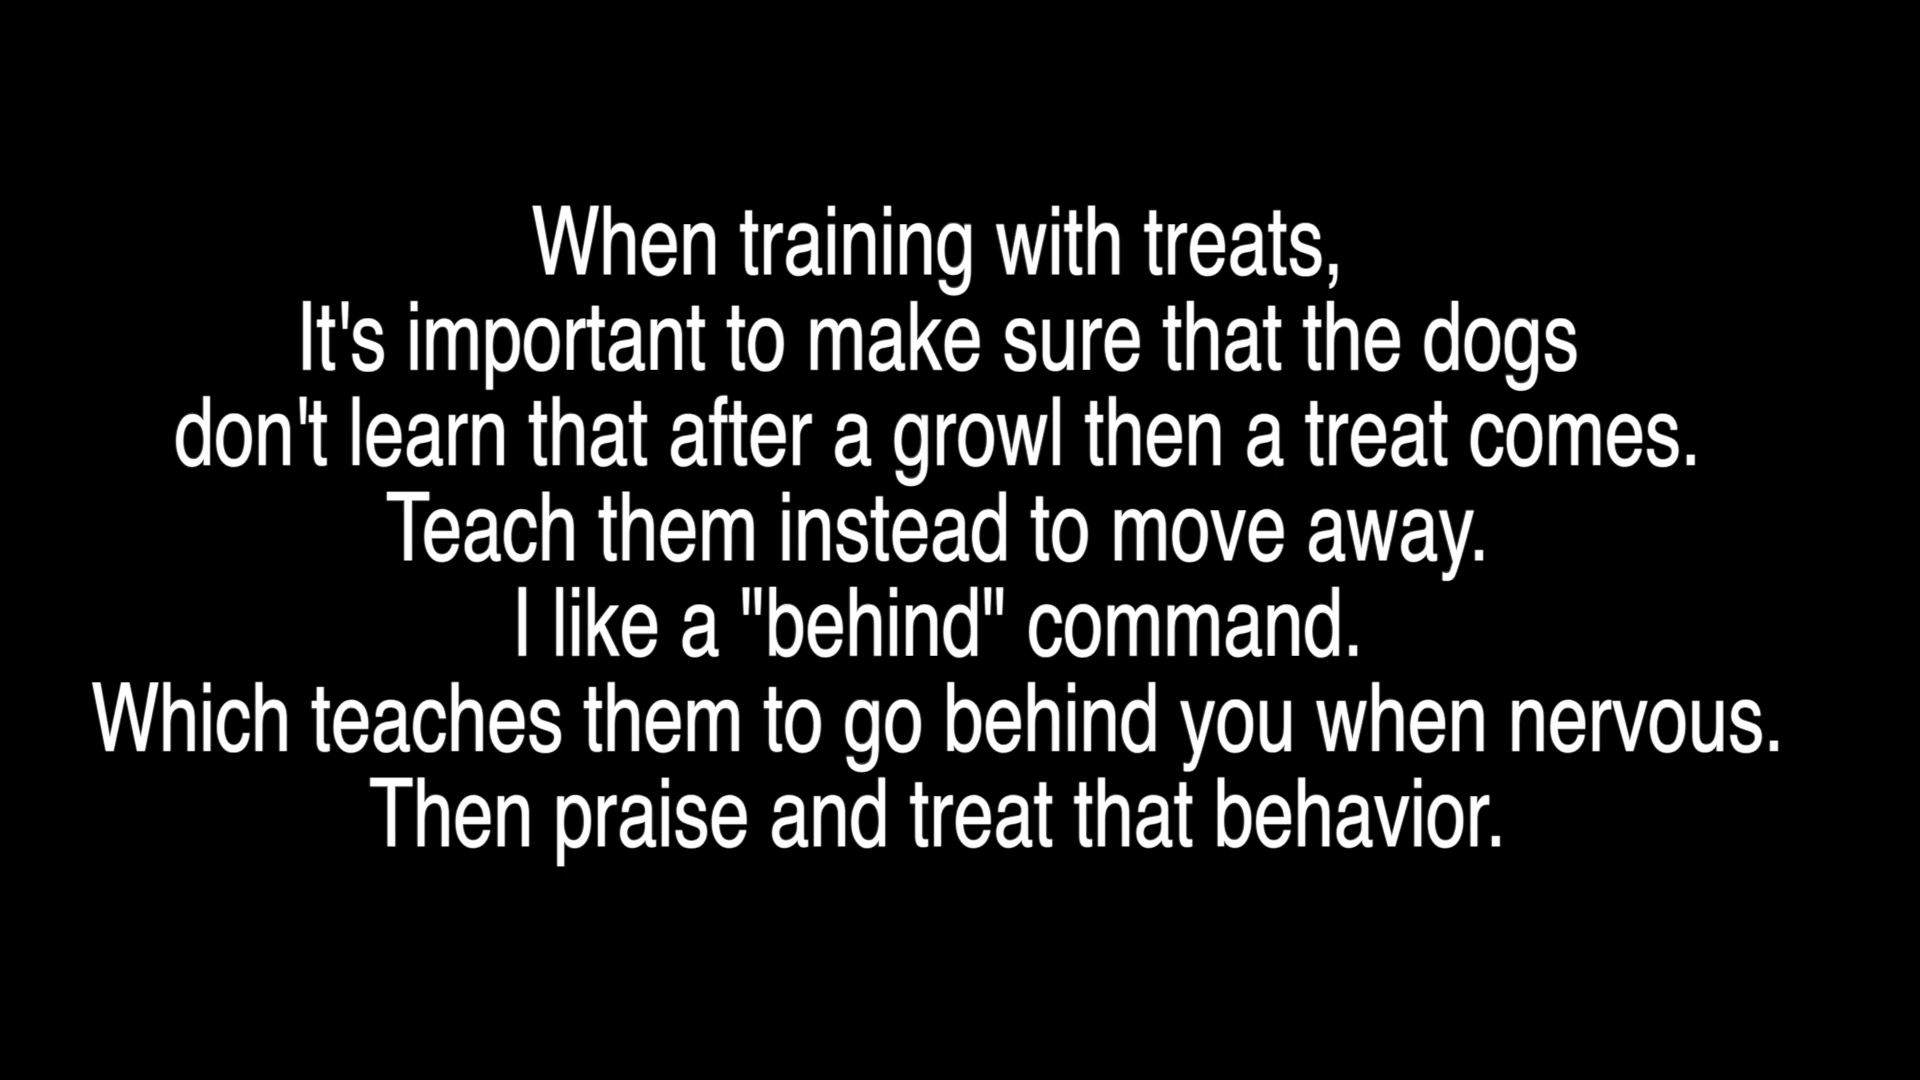 When training with treats,
It's important to make sure that the dogs
don't learn that after a growl then a treat comes.
Teach them instead to move away.
I like a "behind" command.
Which teaches them to go behind you when nervous.
Then praise and treat that behavior.